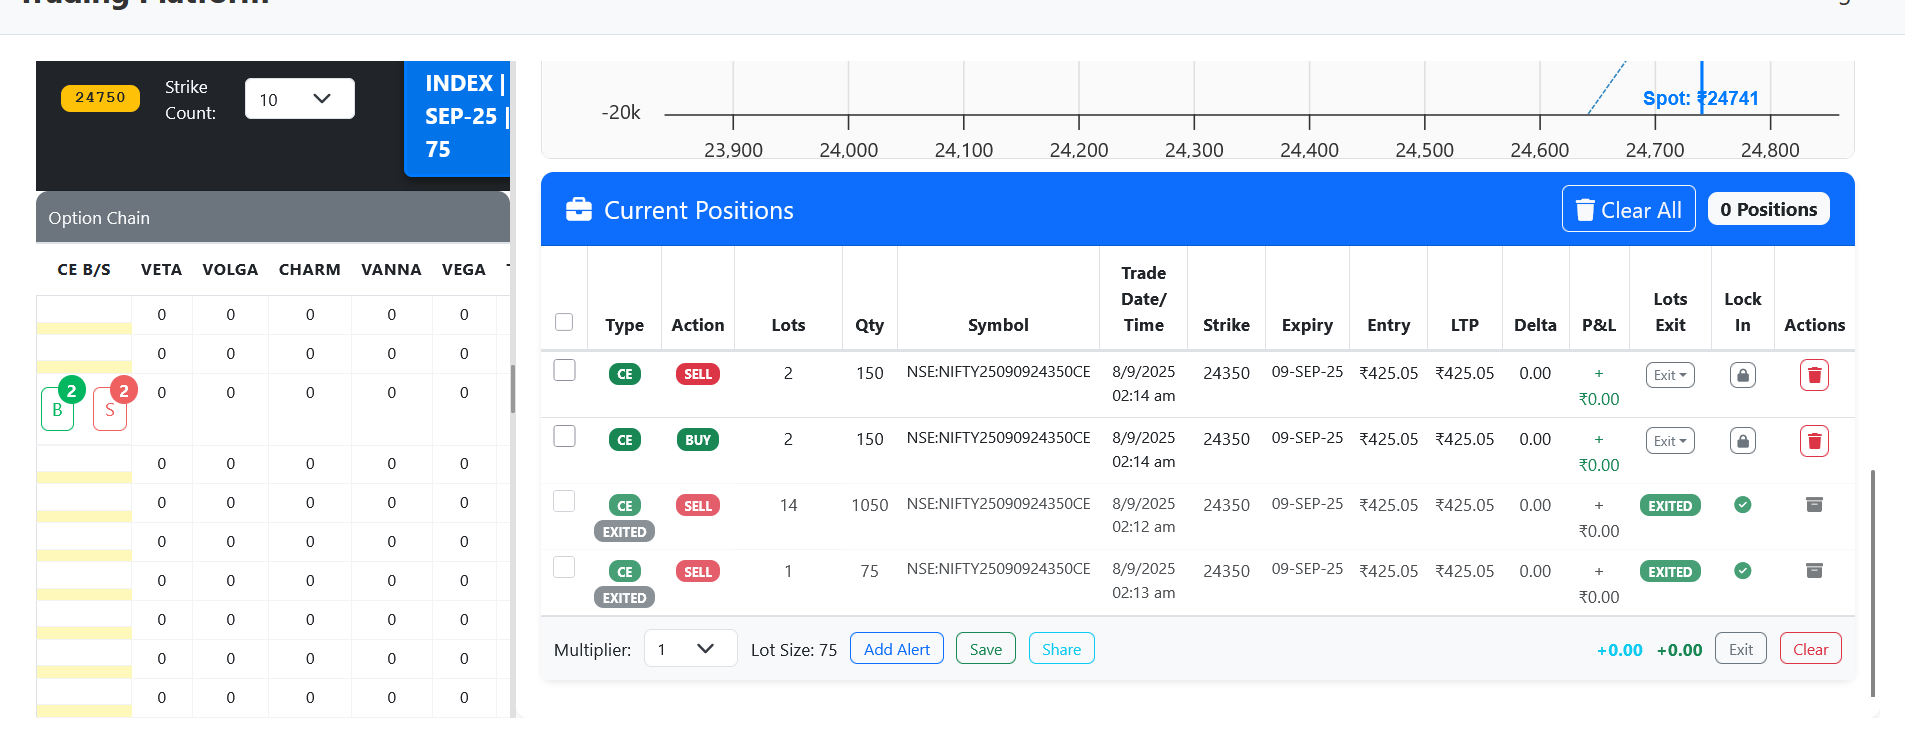 24750
Strike
Count:
10
INDEX |
SEP-25 |
75
Option Chain
CE B/S VETA VOLGA CHARM VANNA VEGA
0 0 0 0 0
0 0 0 0 0
B 2 S 2 0 0 0 0 0
0 0 0 0 0
0 0 0 0 0
0 0 0 0 0
0 0 0 0 0
0 0 0 0 0
0 0 0 0 0
0 0 0 0 0
-20k
Spot: ₹24741
23,900 24,000 24,100 24,200 24,300 24,400 24,500 24,600 24,700 24,800
Current Positions Clear All 0 Positions
Type Action Lots Qty Symbol Trade Date/ Time Strike Expiry Entry LTP Delta P&L Lots Exit Lock In Actions
CE SELL 2 150 NSE:NIFTY25090924350CE 8/9/2025 02:14 am 24350 09-SEP-25 ₹425.05 ₹425.05 0.00 + ₹0.00 Exit
CE BUY 2 150 NSE:NIFTY25090924350CE 8/9/2025 02:14 am 24350 09-SEP-25 ₹425.05 ₹425.05 0.00 + ₹0.00 Exit
CE EXITED SELL 14 1050 NSE:NIFTY25090924350CE 8/9/2025 02:12 am 24350 09-SEP-25 ₹425.05 ₹425.05 0.00 + ₹0.00 EXITED
CE EXITED SELL 1 75 NSE:NIFTY25090924350CE 8/9/2025 02:13 am 24350 09-SEP-25 ₹425.05 ₹425.05 0.00 + ₹0.00 EXITED
Multiplier: 1 Lot Size: 75 Add Alert Save Share +0.00 +0.00 Exit Clear